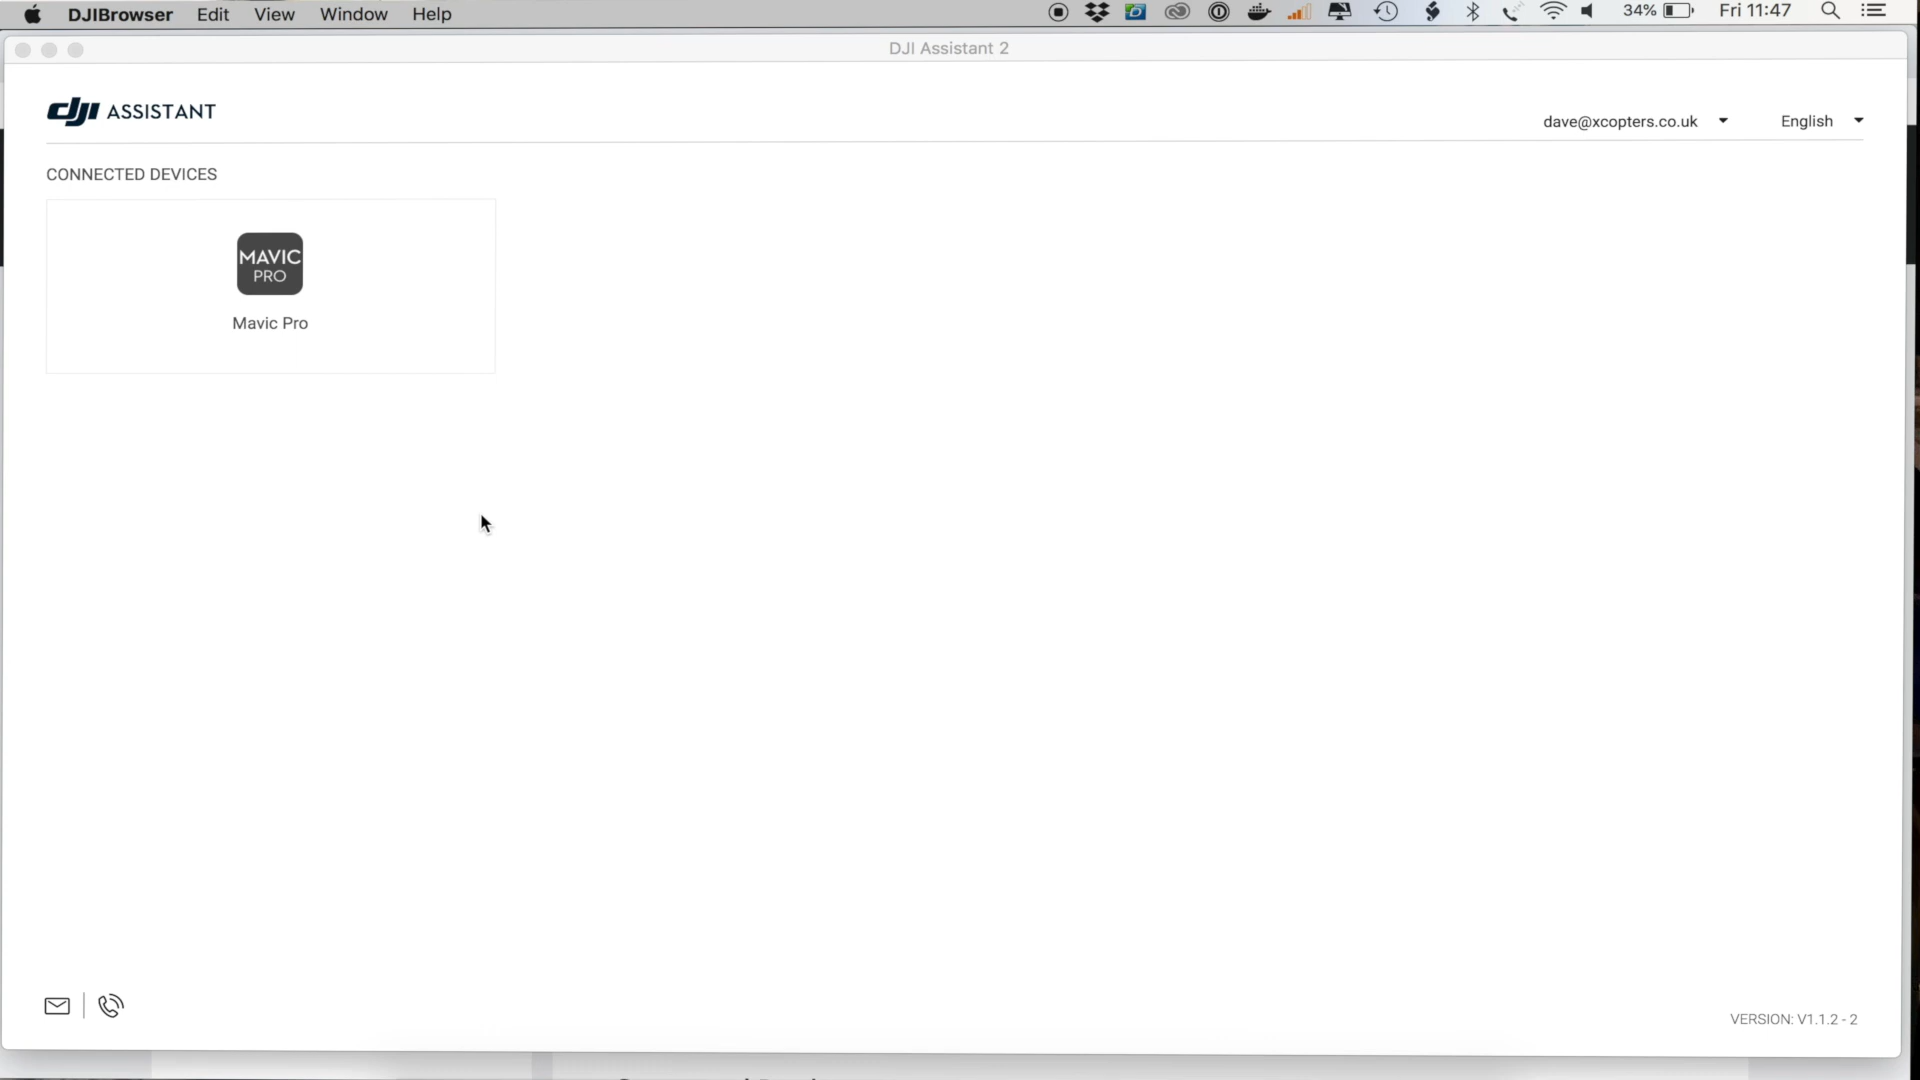 DJIBrowser Edit View Window Help 34% Fri 11:47
DJI Assistant 2
dji ASSISTANT
dave@xcopters.co.uk English
CONNECTED DEVICES
MAVIC
PRO
Mavic Pro
VERSION: V1.1.2 - 2